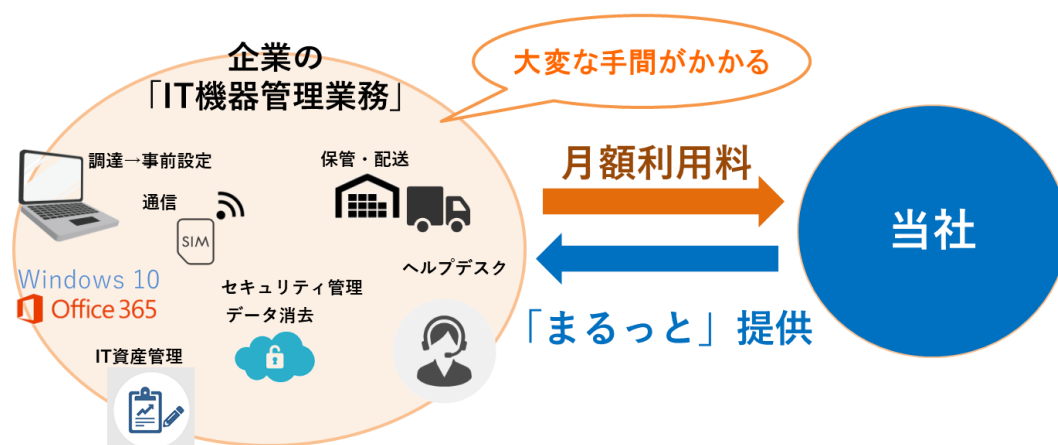 企業の
「IT機器管理業務」
大変な手間がかかる
調達→事前設定
保管・配送
通信
SIM
Windows 10
Office 365
セキュリティ管理
データ消去
ヘルプデスク
IT資産管理
月額利用料
「まるっと」提供
当社